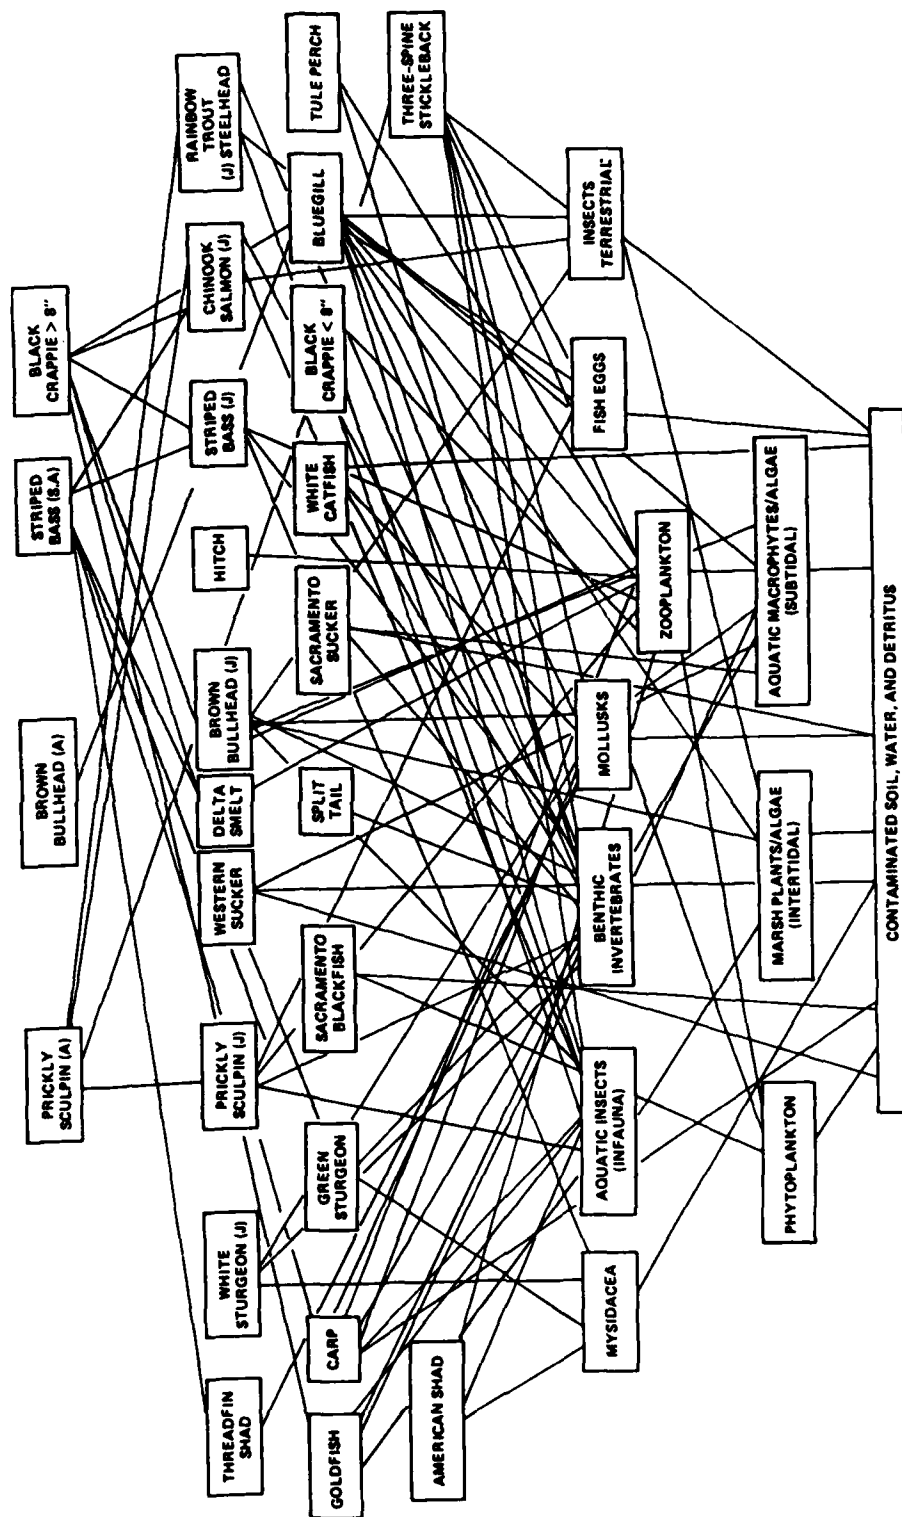 PRICKLY
SCULPIN (A)
BROWN
BULLHEAD (A)
STRIPED
BASS (S.A)
BLACK
CRAPPIE > 8"
THREADFIN
SHAD
WHITE
STURGEON (J)
PRICKLY
SCULPIN (J)
WESTERN
SUCKER
DELTA
SMELT
BROWN
BULLHEAD (J)
HITCH
STRIPED
BASS (J)
CHINOOK
SALMON (J)
RAINBOW
TROUT
(J) STEELHEAD
GOLDFISH
CARP
GREEN
STURGEON
SACRAMENTO
BLACKFISH
SPLIT
TAIL
SACRAMENTO
SUCKER
WHITE
CATFISH
BLACK
CRAPPIE < 8"
BLUEGILL
TULE PERCH
AMERICAN SHAD
THREE-SPINE
STICKLEBACK
MYSIDACEA
AQUATIC INSECTS
(INFAUNA)
BENTHIC
INVERTEBRATES
MOLLUSKS
FISH EGGS
INSECTS
TERRESTRIAL
ZOOPLANKTON
PHYTOPLANKTON
MARSH PLANTS/ALGAE
(INTERTIDAL)
AQUATIC MACROPHYTES/ALGAE
(SUBTIDAL)
CONTAMINATED SOIL, WATER, AND DETRITUS